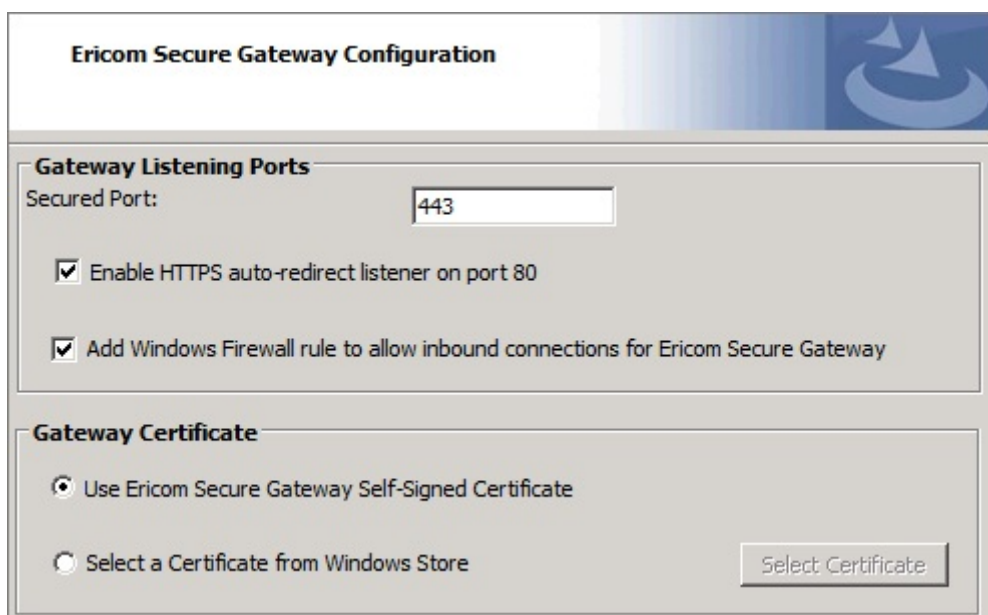 Ericom Secure Gateway Configuration
Gateway Listening Ports
Secured Port: 443
Enable HTTPS auto-redirect listener on port 80
Add Windows Firewall rule to allow inbound connections for Ericom Secure Gateway
Gateway Certificate
Use Ericom Secure Gateway Self-Signed Certificate
Select a Certificate from Windows Store Select Certificate